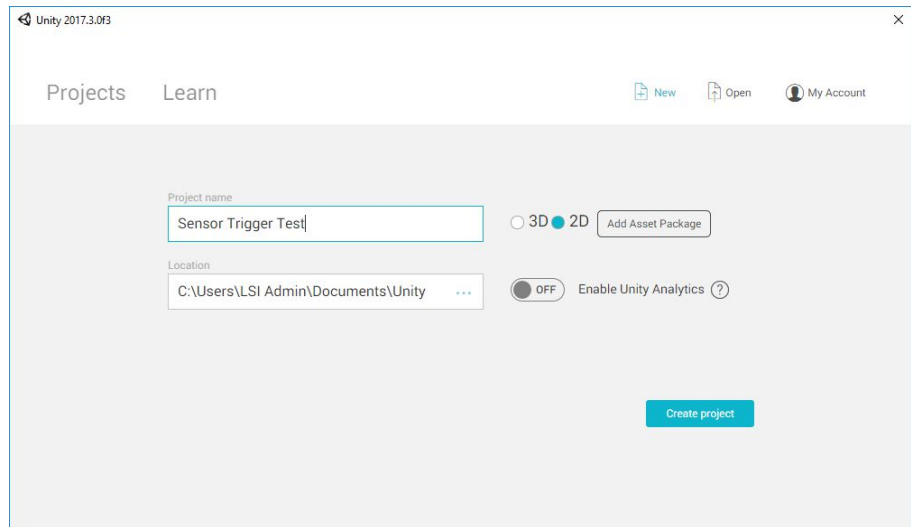 Unity 2017.3.0f3
Projects Learn New Open My Account
Project name
Sensor Trigger Test
3D 2D Add Asset Package
Location
C:\Users\LSI Admin\Documents\Unity ...
OFF Enable Unity Analytics ?
Create project